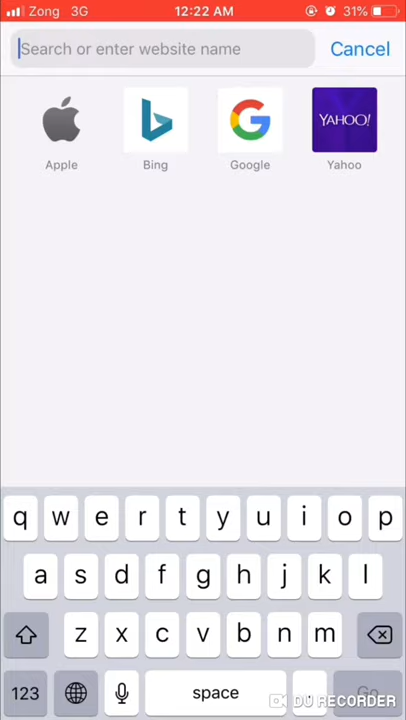 Zong 3G 12:22 AM 31%
Search or enter website name Cancel
YAHOO!
Apple Bing Google Yahoo
q w e r t y u i o p
a s d f g h j k l
z x c v b n m
123 space . Go
DU RECORDER